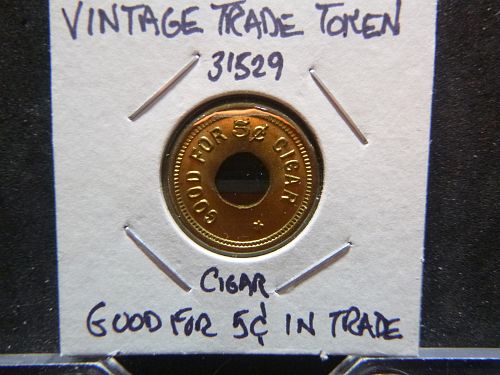 VINTAGE TRADE TOKEN
31529
GOOD FOR 5¢ CIGAR
CIGAR
GOOD FOR 5¢ IN TRADE